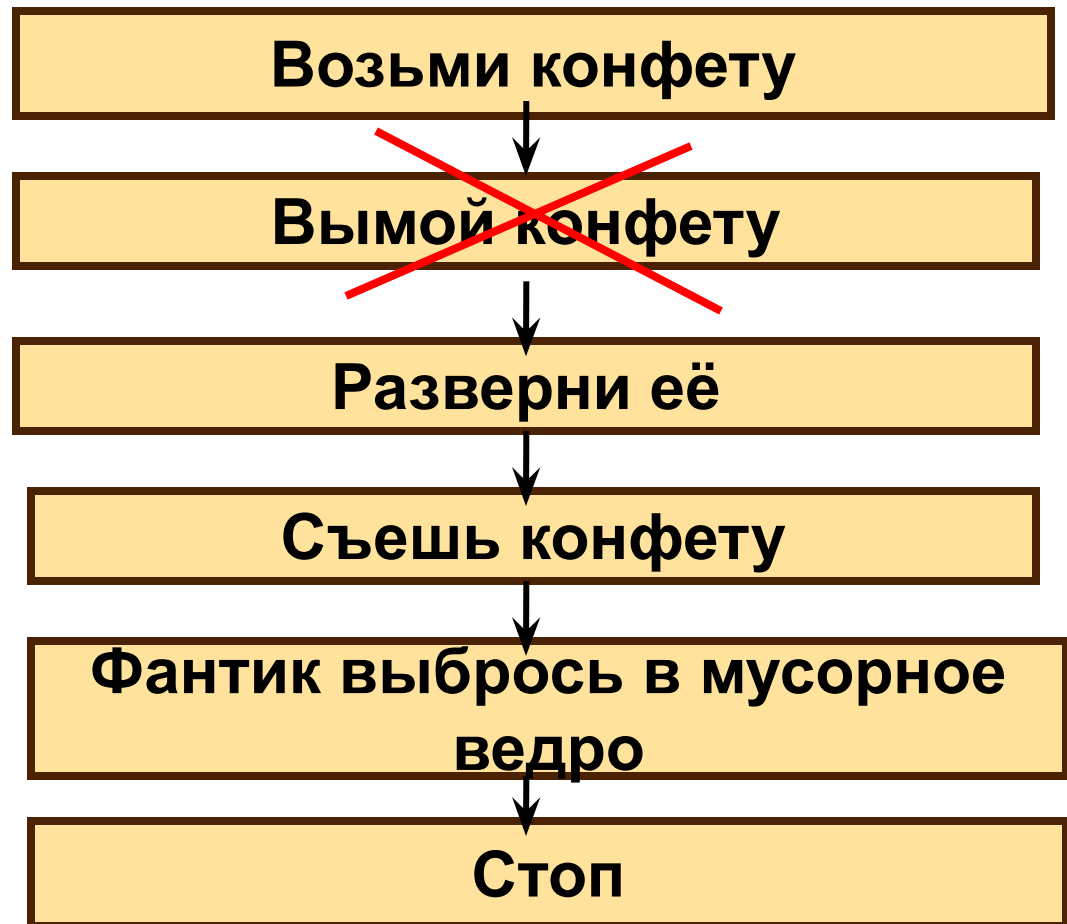 Возьми конфету
Вымой конфету
Разверни её
Съешь конфету
Фантик выбрось в мусорное
ведро
Стоп